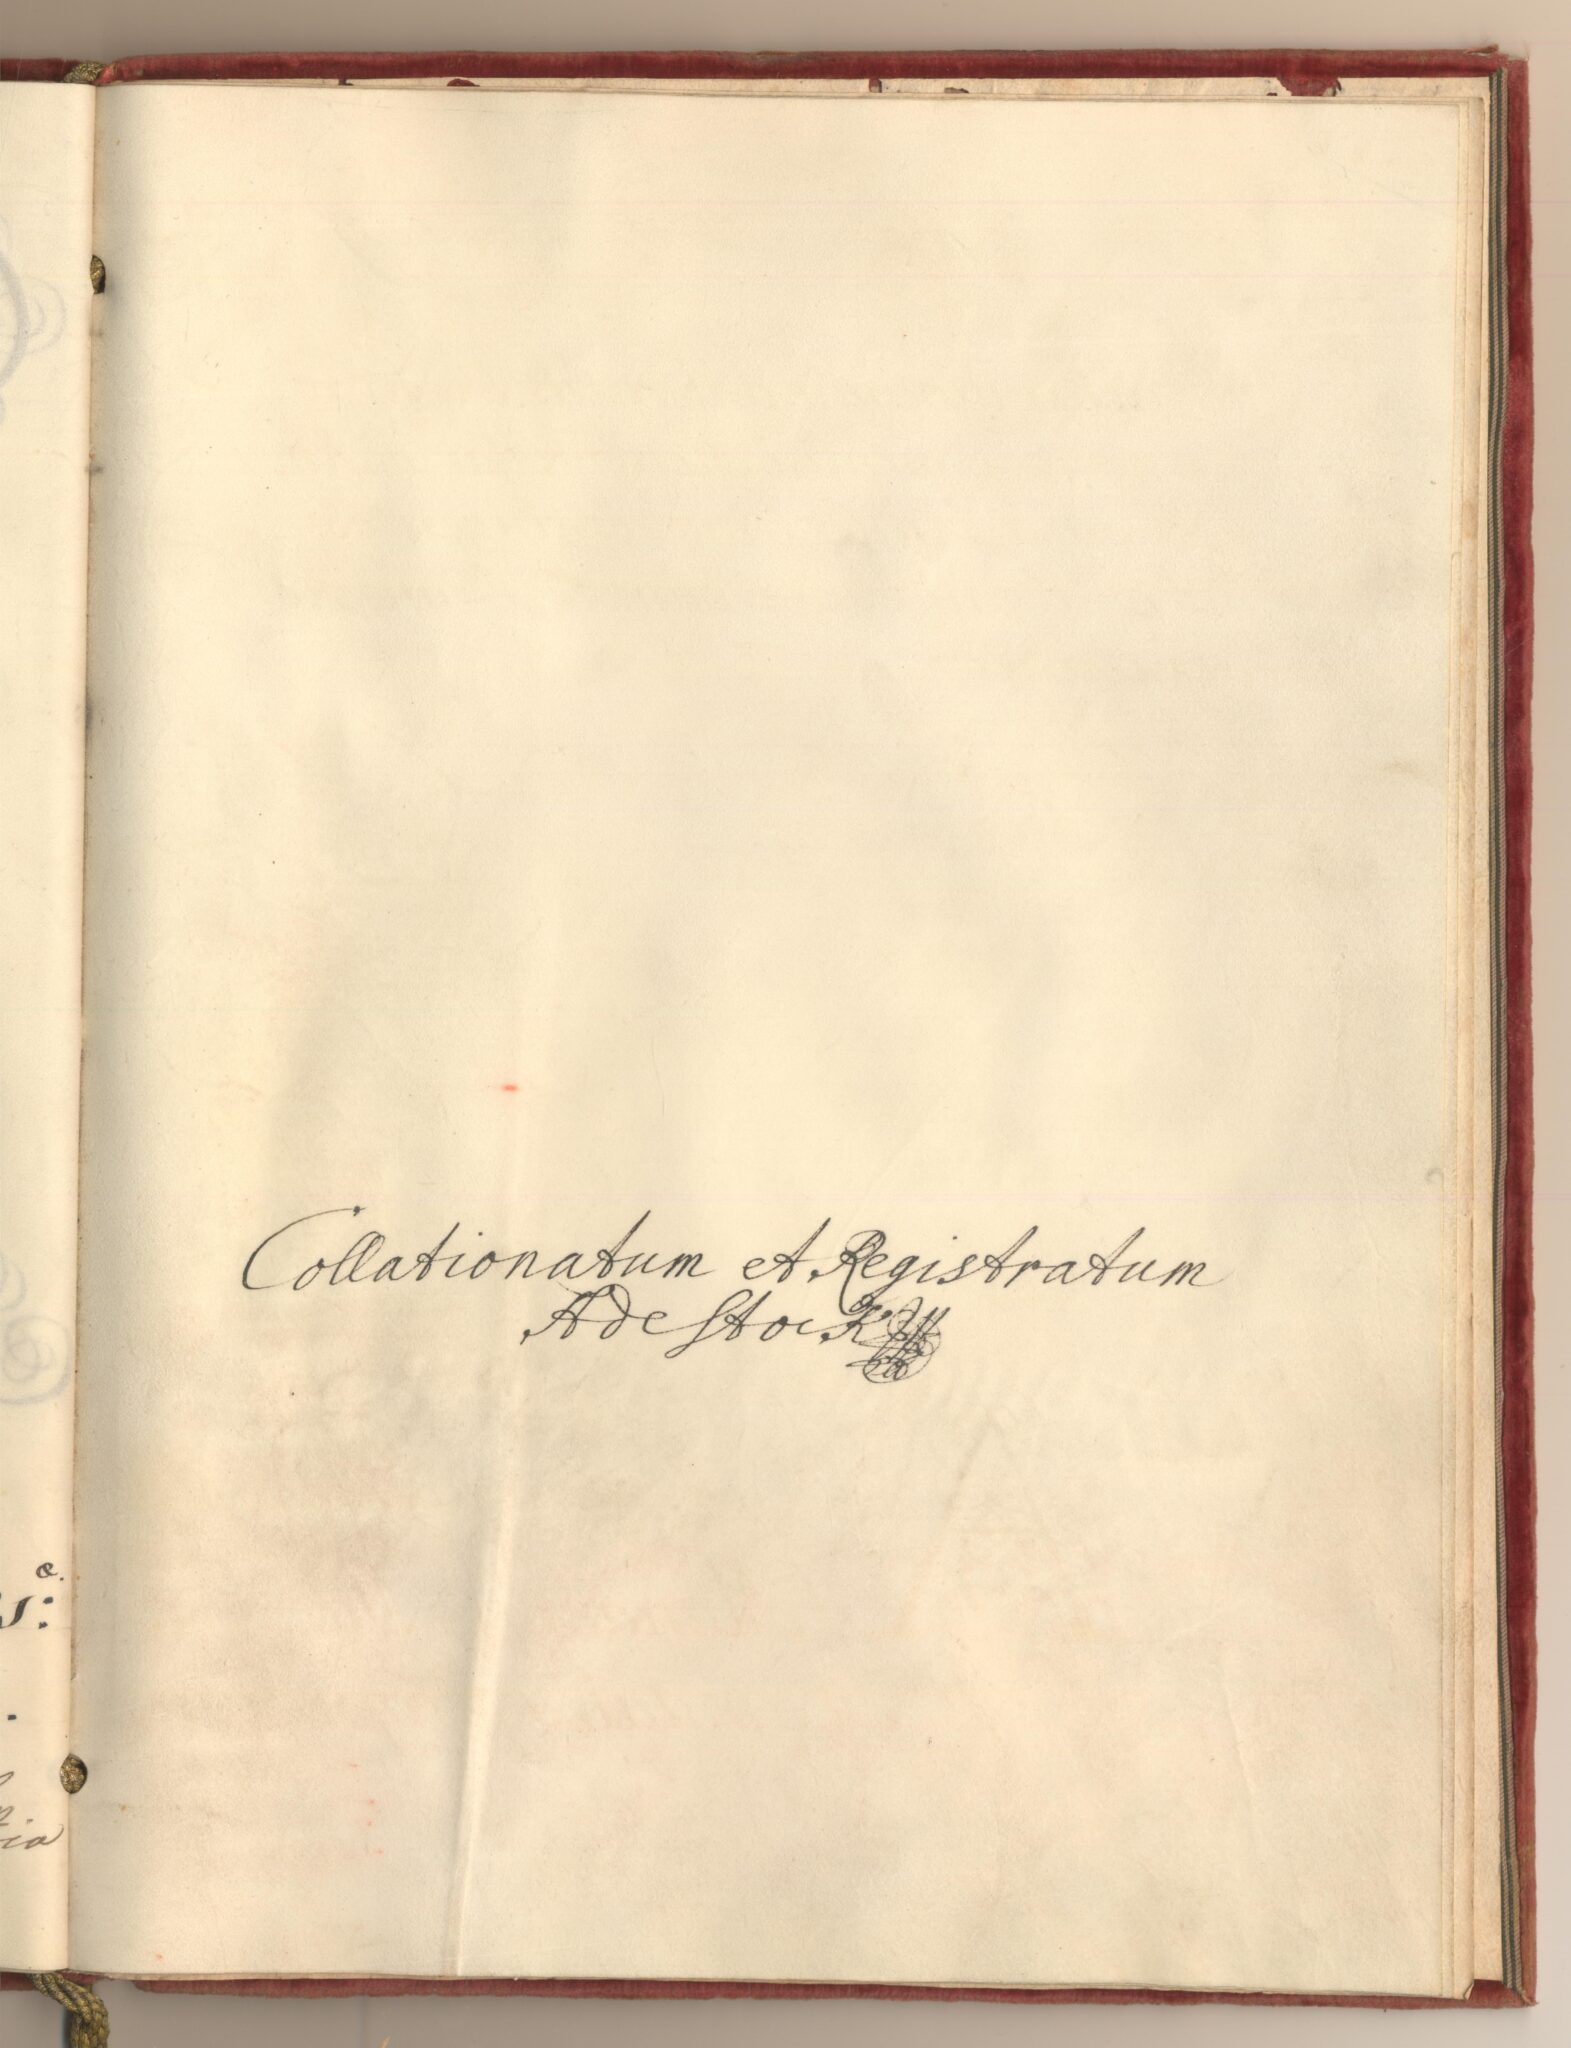 Collationatum et Registratum
A de Stock